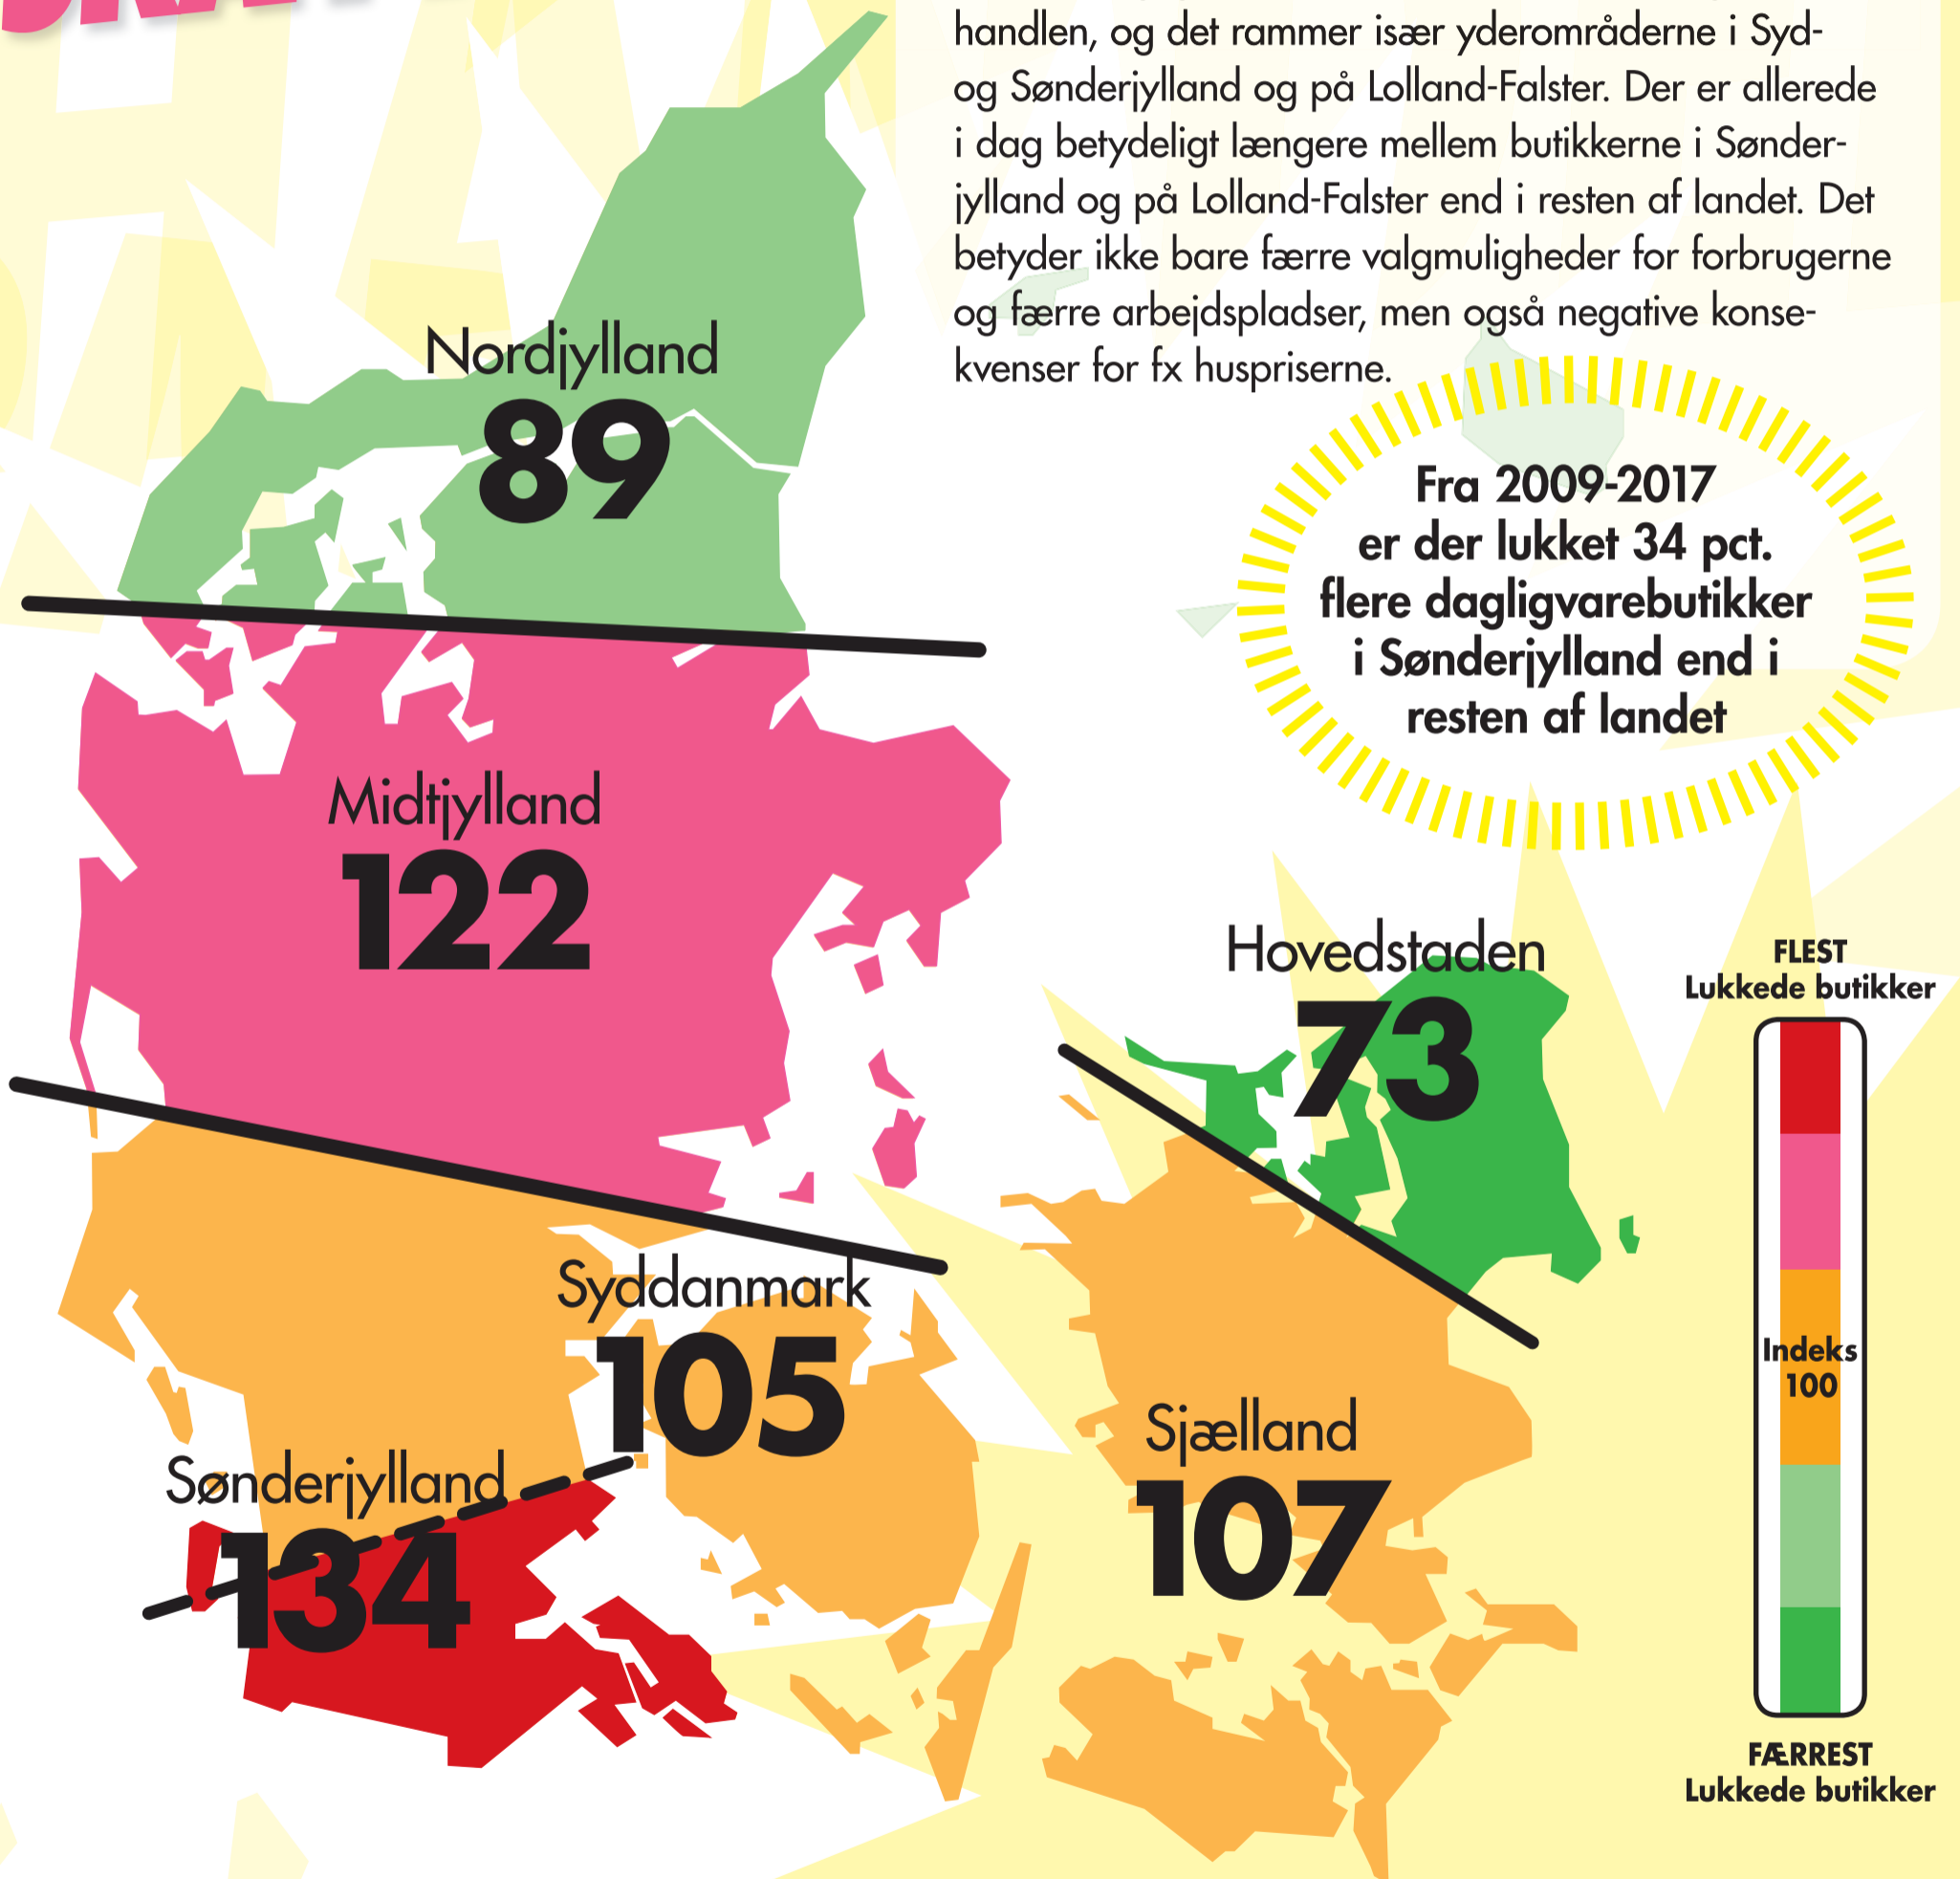 handlen, og det rammer især yderområderne i Syd-
og Sønderjylland og på Lolland-Falster. Der er allerede
i dag betydeligt længere mellem butikkerne i Sønder-
jylland og på Lolland-Falster end i resten af landet. Det
betyder ikke bare færre valgmuligheder for forbrugerne
og færre arbejdspladser, men også negative konse-
kvenser for fx huspriserne.
Nordjylland
89
Fra 2009-2017
er der lukket 34 pct.
flere dagligvarebutikker
i Sønderjylland end i
resten af landet
Midtjylland
122
Hovedstaden
73
FLEST
Lukkede butikker
Syddanmark
105
Indeks
100
Sjælland
107
Sønderjylland
134
FÆRREST
Lukkede butikker